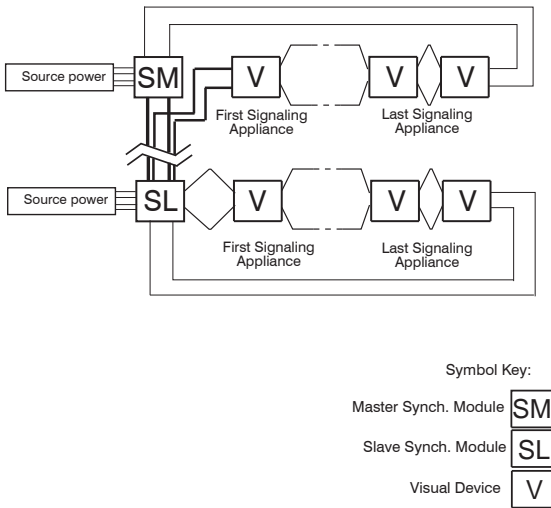 Source power
SM
V
V
V
First Signaling
Appliance
Last Signaling
Appliance
Source power
SL
V
V
V
First Signaling
Appliance
Last Signaling
Appliance
Symbol Key:
Master Synch. Module SM
Slave Synch. Module SL
Visual Device V